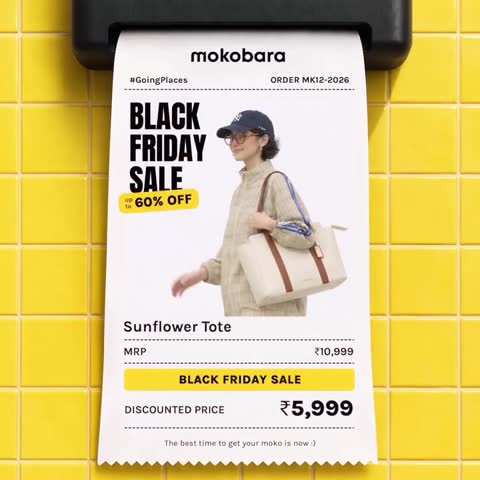 mokobara
#GoingPlaces ORDER MK12-2026
BLACK
FRIDAY
SALE
up to 60% OFF
Sunflower Tote
MRP ₹10,999
BLACK FRIDAY SALE
DISCOUNTED PRICE ₹5,999
The best time to get your moko is now :)